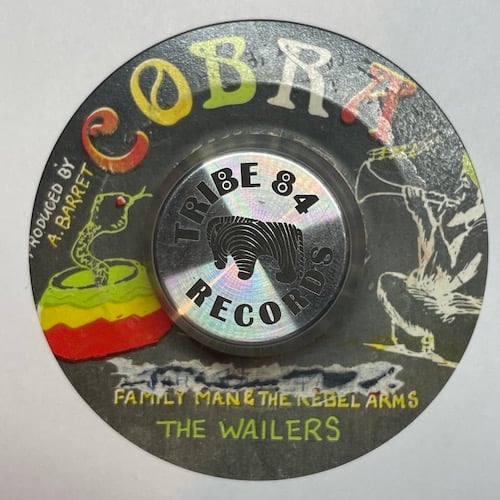 COBRA
PRODUCED BY
A. BARRET
TRIBE 84
RECORDS
FAMILY MAN & THE REBEL ARMS
THE WAILERS